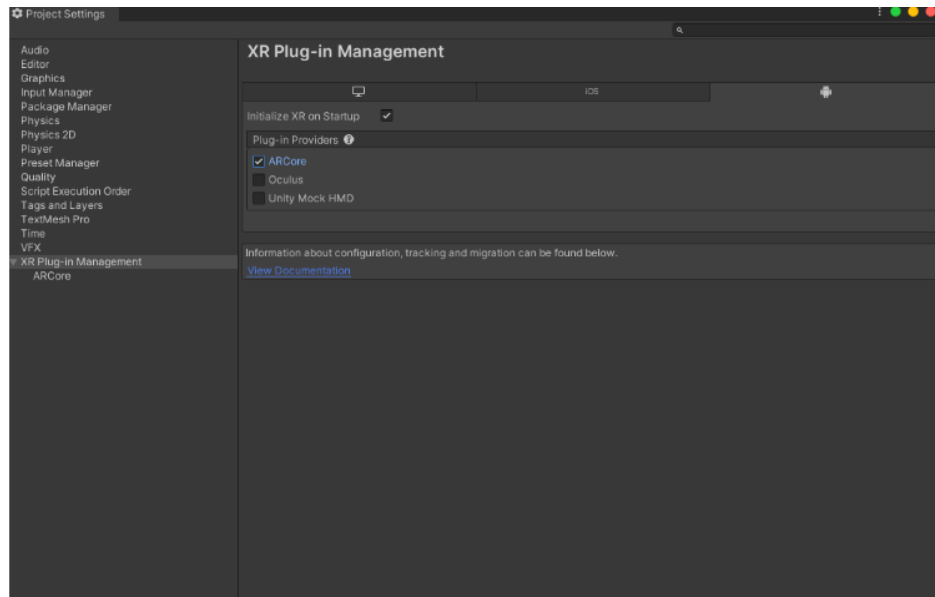 Project Settings
Audio
Editor
Graphics
Input Manager
Package Manager
Physics
Physics 2D
Player
Preset Manager
Quality
Script Execution Order
Tags and Layers
TextMesh Pro
Time
VFX
XR Plug-in Management
ARCore
XR Plug-in Management
iOS
Initialize XR on Startup
Plug-in Providers
ARCore
Oculus
Unity Mock HMD
Information about configuration, tracking and migration can be found below.
View Documentation